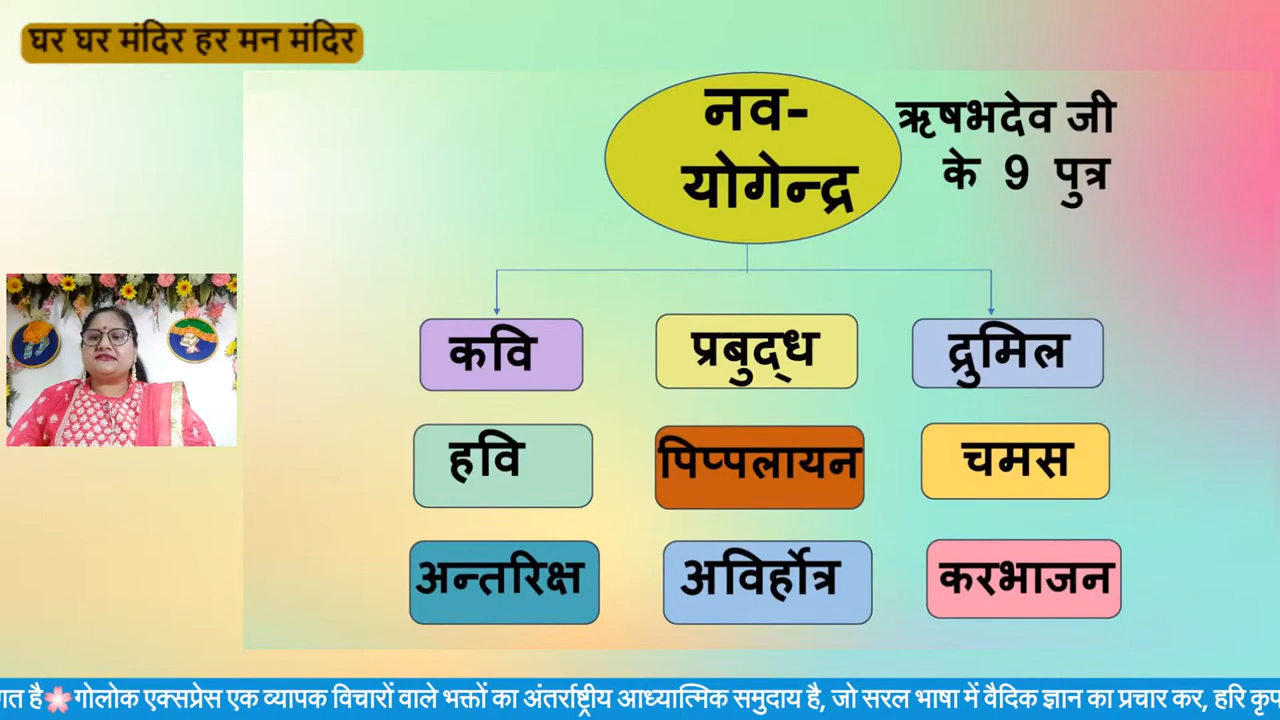 घर घर मंदिर हर मन मंदिर
नव-
योगेन्द्र
ऋषभदेव जी
के 9 पुत्र
कवि
प्रबुद्ध
द्रुमिल
हवि
पिप्पलायन
चमस
अन्तरिक्ष
अविर्होत्र
करभाजन
है🌸गोलोक एक्सप्रेस एक व्यापक विचारों वाले भक्तों का अंतर्राष्ट्रीय आध्यात्मिक समुदाय है, जो सरल भाषा में वैदिक ज्ञान का प्रचार कर, हरि